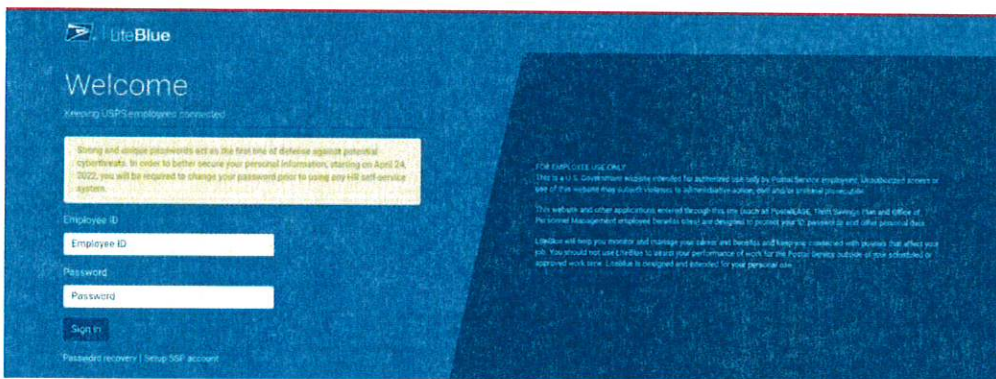 LiteBlue
Welcome
Keeping USPS employees connected
Strong and unique passwords act as the first line of defense against potential
cyberthreats. In order to better secure your personal information, starting on April 24,
2022, you will be required to change your password prior to using any HR self-service
system.
Employee ID
Employee ID
Password
Password
Sign In
Password recovery | Setup SSP account
FOR EMPLOYEE USE ONLY
This is a U.S. Government website intended for authorized use only by Postal Service employees. Unauthorized access or
use of this website may subject violators to administrative action, civil and/or criminal prosecution.
This website and other applications entered through this site (such as PostalEASE, Thrift Savings Plan and Office of
Personnel Management employee benefits sites) are designed to protect your ID, password and other personal data.
LiteBlue will help you monitor and manage your career and benefits and keep you connected with postal that affect your
job. You should not use LiteBlue to assist your performance of work for the Postal Service outside of your scheduled or
approved work time. LiteBlue is designed and intended for your personal use.